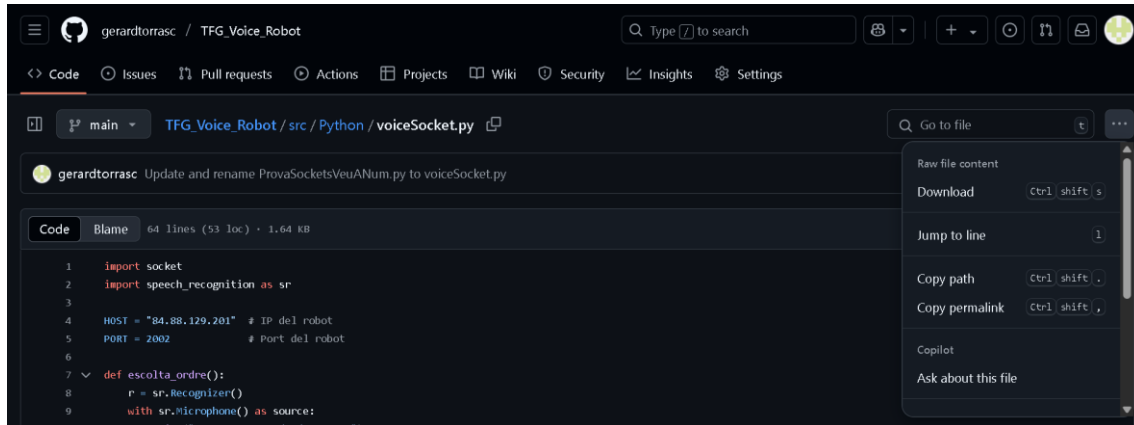 gerardtorrasc / TFG_Voice_Robot
Type / to search
Code Issues Pull requests Actions Projects Wiki Security Insights Settings
main TFG_Voice_Robot / src / Python / voiceSocket.py
Go to file t
gerardtorrasc Update and rename ProvaSocketsVeuANum.py to voiceSocket.py
Code Blame 64 lines (53 loc) · 1.64 KB
1 import socket
2 import speech_recognition as sr
3
4 HOST = "84.88.129.201" # IP del robot
5 PORT = 2002 # Port del robot
6
7 def escolta_ordre():
8 r = sr.Recognizer()
9 with sr.Microphone() as source:
Raw file content
Download Ctrl shift s
Jump to line l
Copy path Ctrl shift .
Copy permalink Ctrl shift ,
Copilot
Ask about this file